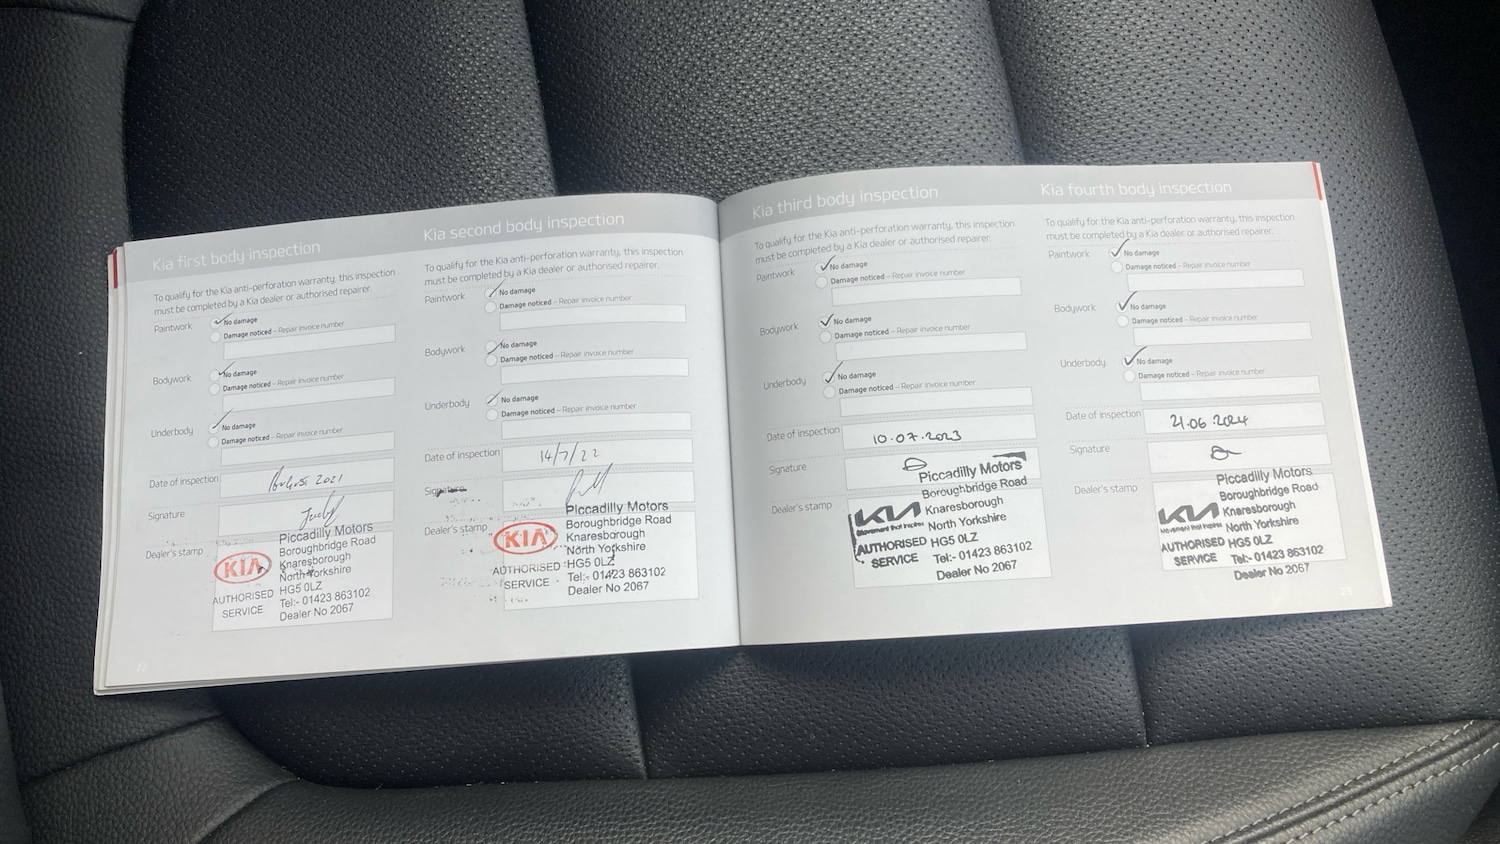 Kia first body inspection
To qualify for the Kia anti-perforation warranty, this inspection
must be completed by a Kia dealer or authorised repairer.
Paintwork
No damage
Damage noticed – Repair invoice number
Bodywork
No damage
Damage noticed – Repair invoice number
Underbody
No damage
Damage noticed – Repair invoice number
Date of inspection
August 2021
Signature
Dealer's stamp
KIA
AUTHORISED
SERVICE
Piccadilly Motors
Boroughbridge Road
Knaresborough
North Yorkshire
HG5 0LZ
Tel:- 01423 863102
Dealer No 2067
22
Kia second body inspection
To qualify for the Kia anti-perforation warranty, this inspection
must be completed by a Kia dealer or authorised repairer.
Paintwork
No damage
Damage noticed – Repair invoice number
Bodywork
No damage
Damage noticed – Repair invoice number
Underbody
No damage
Damage noticed – Repair invoice number
Date of inspection
14/7/22
Signature
Dealer's stamp
KIA
AUTHORISED
SERVICE
Piccadilly Motors
Boroughbridge Road
Knaresborough
North Yorkshire
HG5 0LZ
Tel:- 01423 863102
Dealer No 2067
Kia third body inspection
To qualify for the Kia anti-perforation warranty, this inspection
must be completed by a Kia dealer or authorised repairer.
Paintwork
No damage
Damage noticed – Repair invoice number
Bodywork
No damage
Damage noticed – Repair invoice number
Underbody
No damage
Damage noticed – Repair invoice number
Date of inspection
10.07.2023
Signature
Dealer's stamp
KIA
Movement that inspires
AUTHORISED
SERVICE
Piccadilly Motors
Boroughbridge Road
Knaresborough
North Yorkshire
HG5 0LZ
Tel:- 01423 863102
Dealer No 2067
Kia fourth body inspection
To qualify for the Kia anti-perforation warranty, this inspection
must be completed by a Kia dealer or authorised repairer.
Paintwork
No damage
Damage noticed – Repair invoice number
Bodywork
No damage
Damage noticed – Repair invoice number
Underbody
No damage
Damage noticed – Repair invoice number
Date of inspection
21.06.2024
Signature
Dealer's stamp
KIA
Movement that inspires
AUTHORISED
SERVICE
Piccadilly Motors
Boroughbridge Road
Knaresborough
North Yorkshire
HG5 0LZ
Tel:- 01423 863102
Dealer No 2067
23